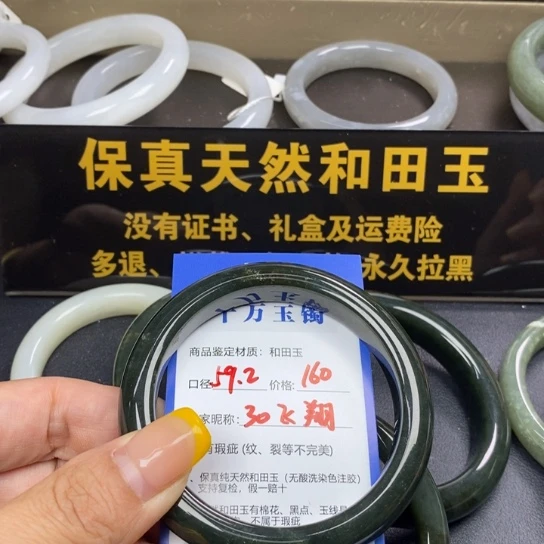 保真天然和田玉
没有证书、礼盒及运费险
多退、
永久拉黑
千万玉镯
商品鉴定材质：和田玉
口径 59.2 价格: 160
家昵称: 30飞翔
有瑕疵 (纹、裂等不完美)
、保真纯天然和田玉（无酸洗染色注胶）
支持复检，假一赔十
和田玉有棉花、黑点、玉线
不属于瑕疵